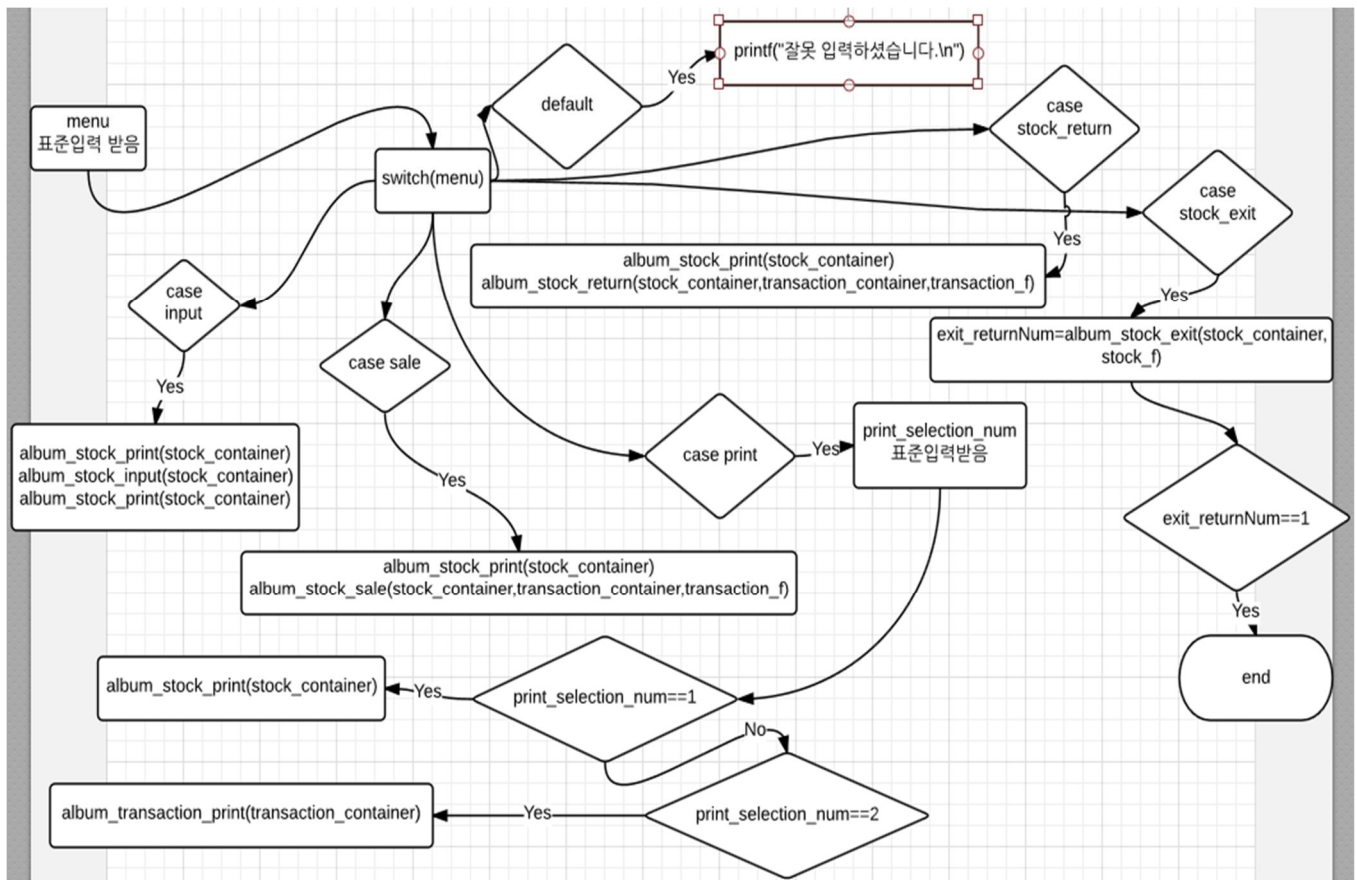 printf("잘못 입력하셨습니다.\n")
default
Yes
menu
표준입력 받음
switch(menu)
case
stock_return
Yes
case
stock_exit
Yes
album_stock_print(stock_container)
album_stock_return(stock_container,transaction_container,transaction_f)
exit_returnNum=album_stock_exit(stock_container,
stock_f)
case
input
Yes
case sale
Yes
case print
Yes
print_selection_num
표준입력받음
album_stock_print(stock_container)
album_stock_input(stock_container)
album_stock_print(stock_container)
exit_returnNum==1
Yes
end
album_stock_print(stock_container)
album_stock_sale(stock_container,transaction_container,transaction_f)
album_stock_print(stock_container)
Yes
print_selection_num==1
No
album_transaction_print(transaction_container)
Yes
print_selection_num==2